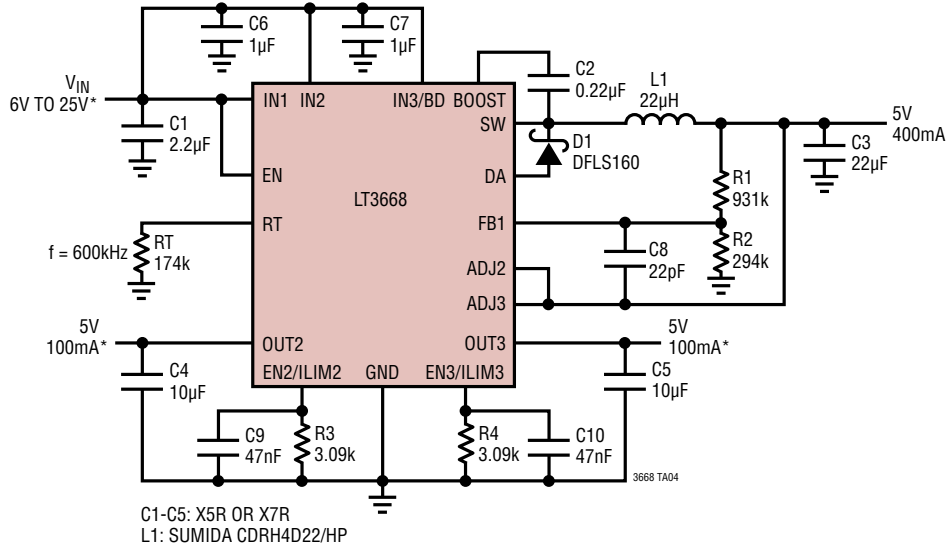 C6
1µF
C7
1µF
VIN
6V TO 25V*
C1
2.2µF
IN1
IN2
IN3/BD
BOOST
C2
0.22µF
L1
22µH
SW
5V
400mA
D1
DFLS160
C3
22µF
EN
DA
LT3668
R1
931k
RT
FB1
f = 600kHz
RT
174k
R2
294k
C8
22pF
ADJ2
ADJ3
5V
100mA*
OUT2
OUT3
5V
100mA*
C4
10µF
EN2/ILIM2
GND
EN3/ILIM3
C5
10µF
C9
47nF
R3
3.09k
R4
3.09k
C10
47nF
3668 TA04
C1-C5: X5R OR X7R
L1: SUMIDA CDRH4D22/HP